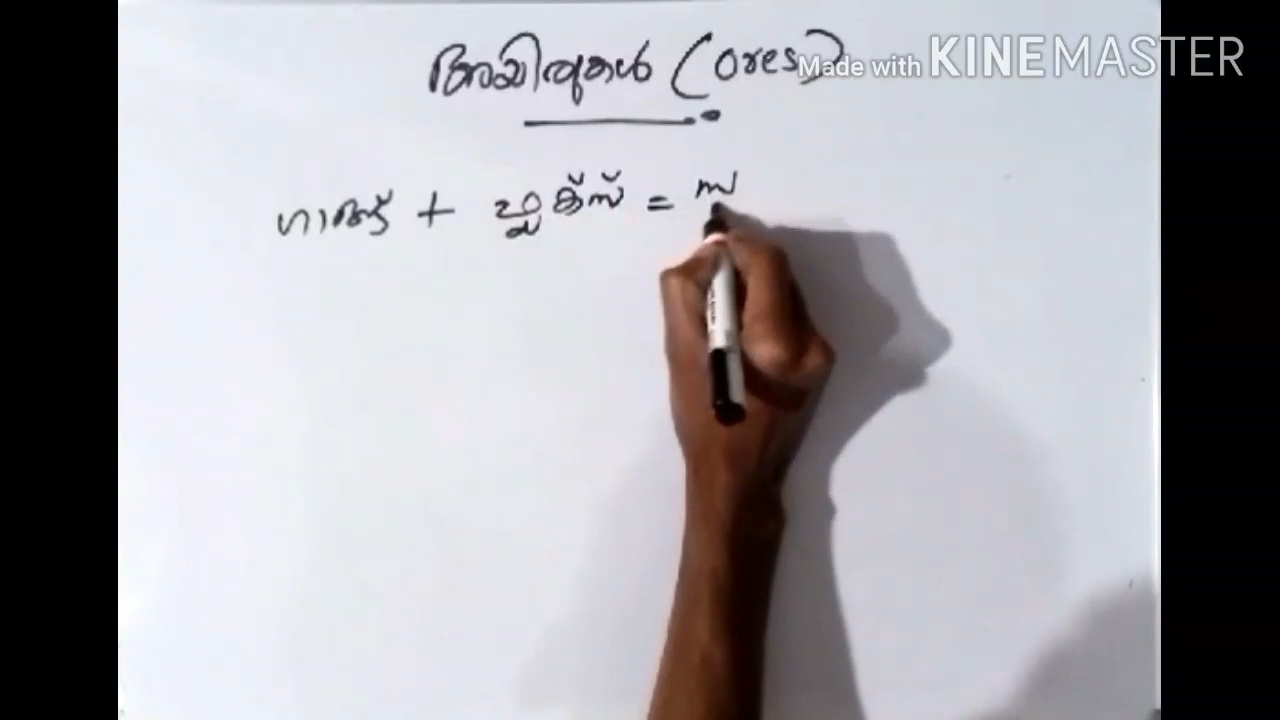 അയിരുകൾ (Ores)
Made with KINEMASTER
ഗാങ്ങ് + ഫ്ലക്സ് = സ